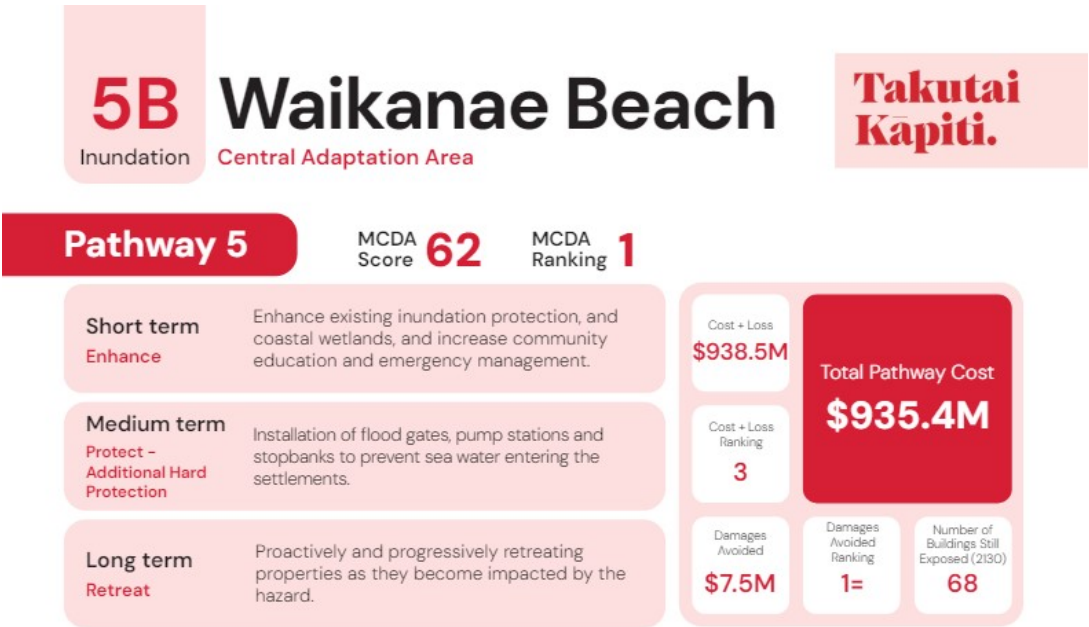 5B
Inundation
Waikanae Beach
Central Adaptation Area
Takutai
Kāpiti.
Pathway 5
MCDA
Score
62
MCDA
Ranking
1
Short term
Enhance
Enhance existing inundation protection, and
coastal wetlands, and increase community
education and emergency management.
Medium term
Protect –
Additional Hard
Protection
Installation of flood gates, pump stations and
stopbanks to prevent sea water entering the
settlements.
Long term
Retreat
Proactively and progressively retreating
properties as they become impacted by the
hazard.
Cost + Loss
$938.5M
Total Pathway Cost
$935.4M
Cost + Loss
Ranking
3
Damages
Avoided
$7.5M
Damages
Avoided
Ranking
1=
Number of
Buildings Still
Exposed (2130)
68